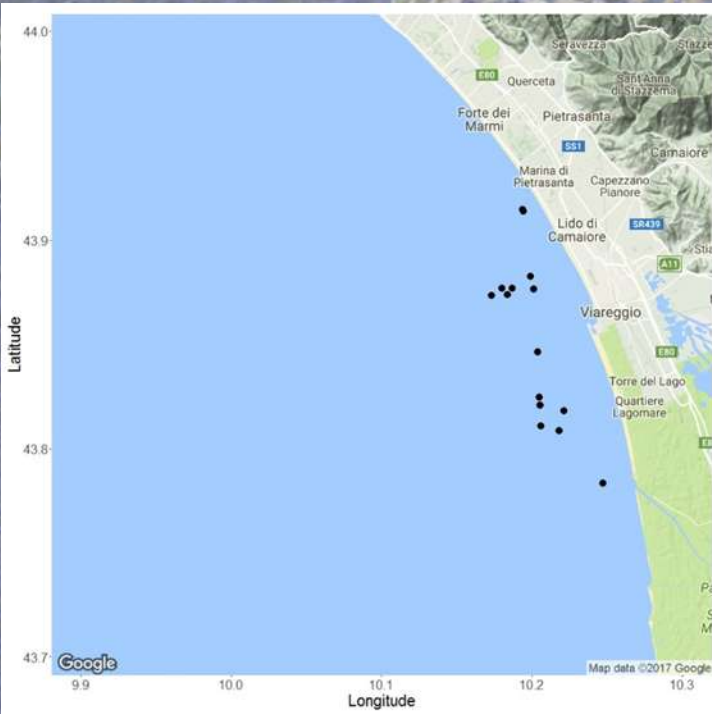 44.0
43.9
43.8
43.7
Latitude
9.9
10.0
10.1
10.2
10.3
Longitude
Seravezza
Stazze
E80
Querceta
Sant'Anna
di Stazzema
Forte dei
Marmi
Pietrasanta
SS1
Camaiore
Marina di
Pietrasanta
Capezzano
Pianore
Lido di
Camaiore
SR439
A11
Viareggio
E80
Torre del Lago
Quartiere
Lagomare
Google
Map data ©2017 Google